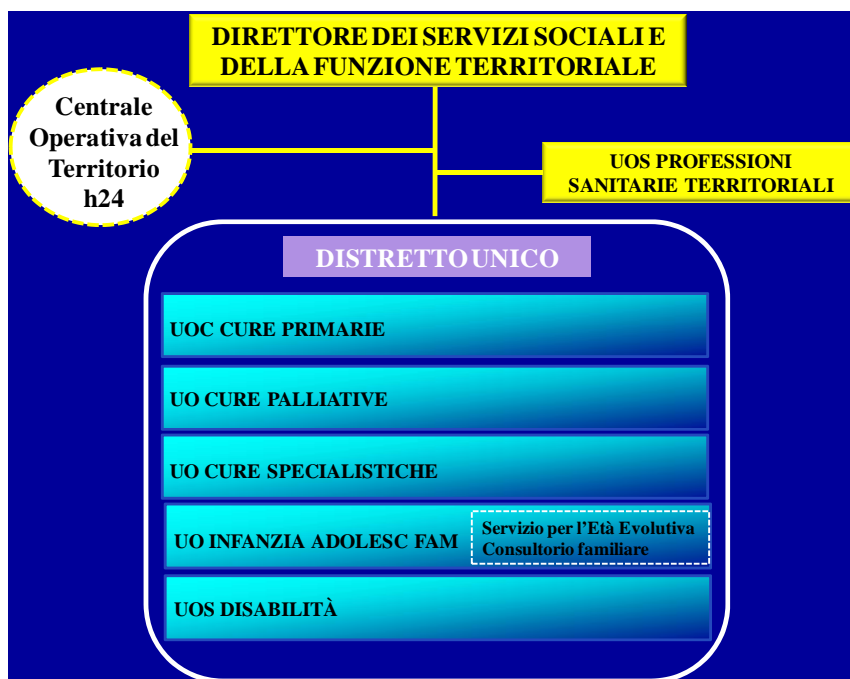 DIRETTORE DEI SERVIZI SOCIALI E
DELLA FUNZIONE TERRITORIALE
Centrale
Operativa del
Territorio
h24
UOS PROFESSIONI
SANITARIE TERRITORIALI
DISTRETTO UNICO
UOC CURE PRIMARIE
UO CURE PALLIATIVE
UO CURE SPECIALISTICHE
UO INFANZIA ADOLESC FAM
Servizio per l'Età Evolutiva
Consultorio familiare
UOS DISABILITÀ